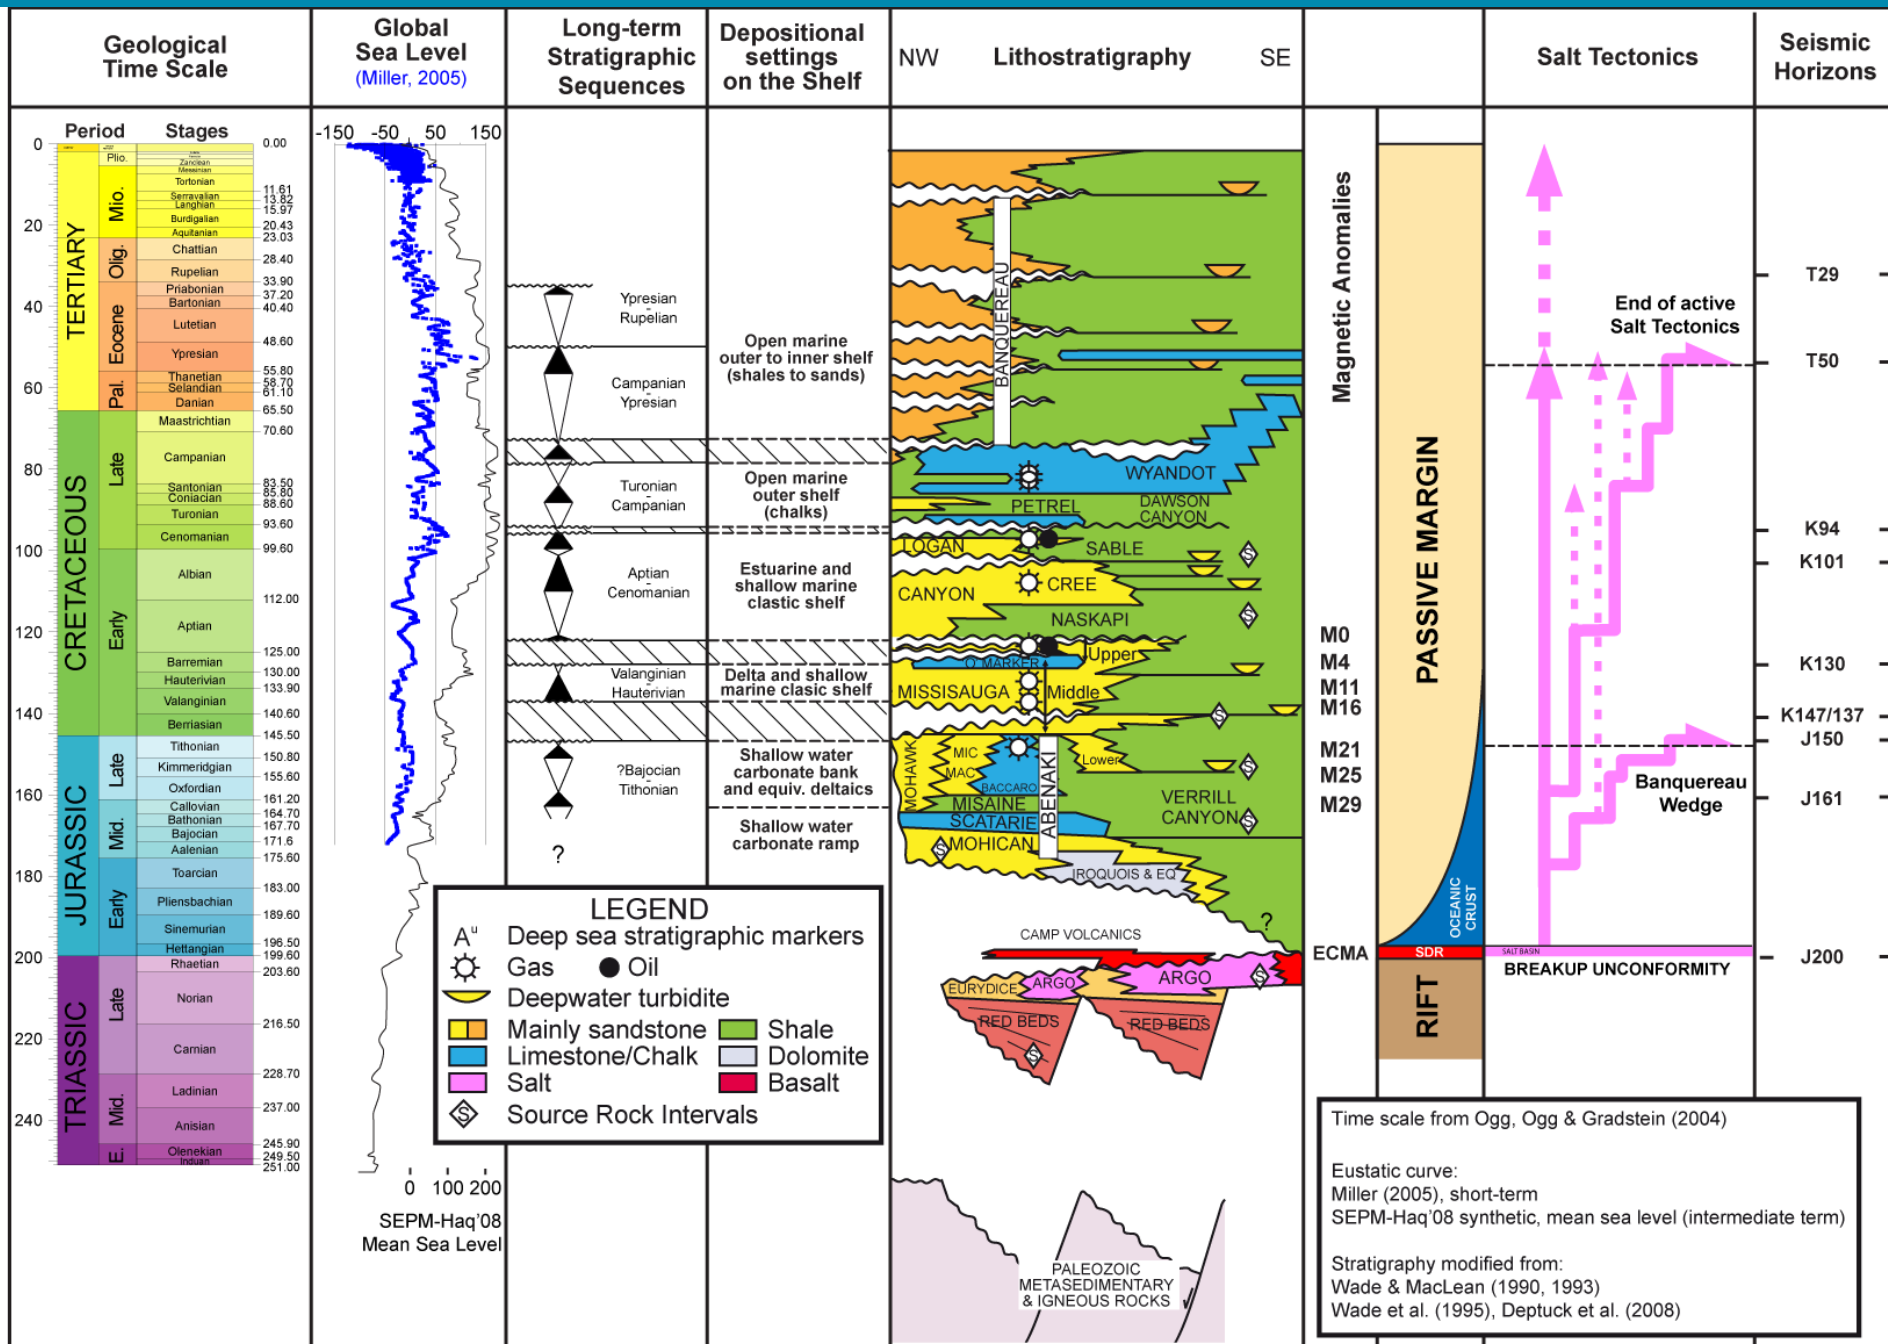 Geological
Time Scale
Global
Sea Level
(Miller, 2005)
Long-term
Stratigraphic
Sequences
Depositional
settings
on the Shelf
NW
Lithostratigraphy
SE
Salt Tectonics
Seismic
Horizons
Period
Stages
-150 -50 50 150
0
20
40
60
80
100
120
140
160
180
200
220
240
TERTIARY
CRETACEOUS
JURASSIC
TRIASSIC
Plio.
Mio.
Olig.
Eocene
Pal.
Late
Early
Late
Mid.
Early
Late
Mid.
E.
Zanclean
Messinian
Tortonian
Serravalian
Langhian
Burdigalian
Aquitanian
Chattian
Rupelian
Priabonian
Bartonian
Lutetian
Ypresian
Thanetian
Selandian
Danian
Maastrichtian
Campanian
Santonian
Coniacian
Turonian
Cenomanian
Albian
Aptian
Barremian
Hauterivian
Valanginian
Berriasian
Tithonian
Kimmeridgian
Oxfordian
Callovian
Bathonian
Bajocian
Aalenian
Toarcian
Pliensbachian
Sinemurian
Hettangian
Rhaetian
Norian
Carnian
Ladinian
Anisian
Olenekian
Induan
0.00
11.61
13.82
15.97
20.43
23.03
28.40
33.90
37.20
40.40
48.60
55.80
58.70
61.10
65.50
70.60
83.50
85.80
88.60
93.60
99.60
112.00
125.00
130.00
133.90
140.60
145.50
150.80
155.60
161.20
164.70
167.70
171.6
175.60
183.00
189.60
196.50
199.60
203.60
216.50
228.70
237.00
245.90
249.50
251.00
0 100 200
SEPM-Haq'08
Mean Sea Level
Ypresian
-
Rupelian
Campanian
-
Ypresian
Turonian
-
Campanian
Aptian
-
Cenomanian
Valanginian
-
Hauterivian
?Bajocian
-
Tithonian
?
Open marine
outer to inner shelf
(shales to sands)
Open marine
outer shelf
(chalks)
Estuarine and
shallow marine
clastic shelf
Delta and shallow
marine clasic shelf
Shallow water
carbonate bank
and equiv. deltaics
Shallow water
carbonate ramp
BANQUEREAU
WYANDOT
PETREL
DAWSON
CANYON
LOGAN
SABLE
CREE
CANYON
NASKAPI
Upper
'O' MARKER
MISSISAUGA
Middle
MOHAWK
MIC
MAC
BACCARO
ABENAKI
Lower
MISAINE
SCATARIE
VERRILL
CANYON
MOHICAN
IROQUOIS & EQ
S
S
S
S
S
S
?
CAMP VOLCANICS
EURYDICE
ARGO
ARGO
S
RED BEDS
RED BEDS
S
PALEOZOIC
METASEDIMENTARY
& IGNEOUS ROCKS
LEGEND
Aᵘ Deep sea stratigraphic markers
Gas Oil
Deepwater turbidite
Mainly sandstone Shale
Limestone/Chalk Dolomite
Salt Basalt
S Source Rock Intervals
Magnetic Anomalies
M0
M4
M11
M16
M21
M25
M29
ECMA
PASSIVE MARGIN
OCEANIC
CRUST
SDR
RIFT
End of active
Salt Tectonics
Banquereau
Wedge
SALT BASIN
BREAKUP UNCONFORMITY
T29
T50
K94
K101
K130
K147/137
J150
J161
J200
Time scale from Ogg, Ogg & Gradstein (2004)
Eustatic curve:
Miller (2005), short-term
SEPM-Haq'08 synthetic, mean sea level (intermediate term)
Stratigraphy modified from:
Wade & MacLean (1990, 1993)
Wade et al. (1995), Deptuck et al. (2008)